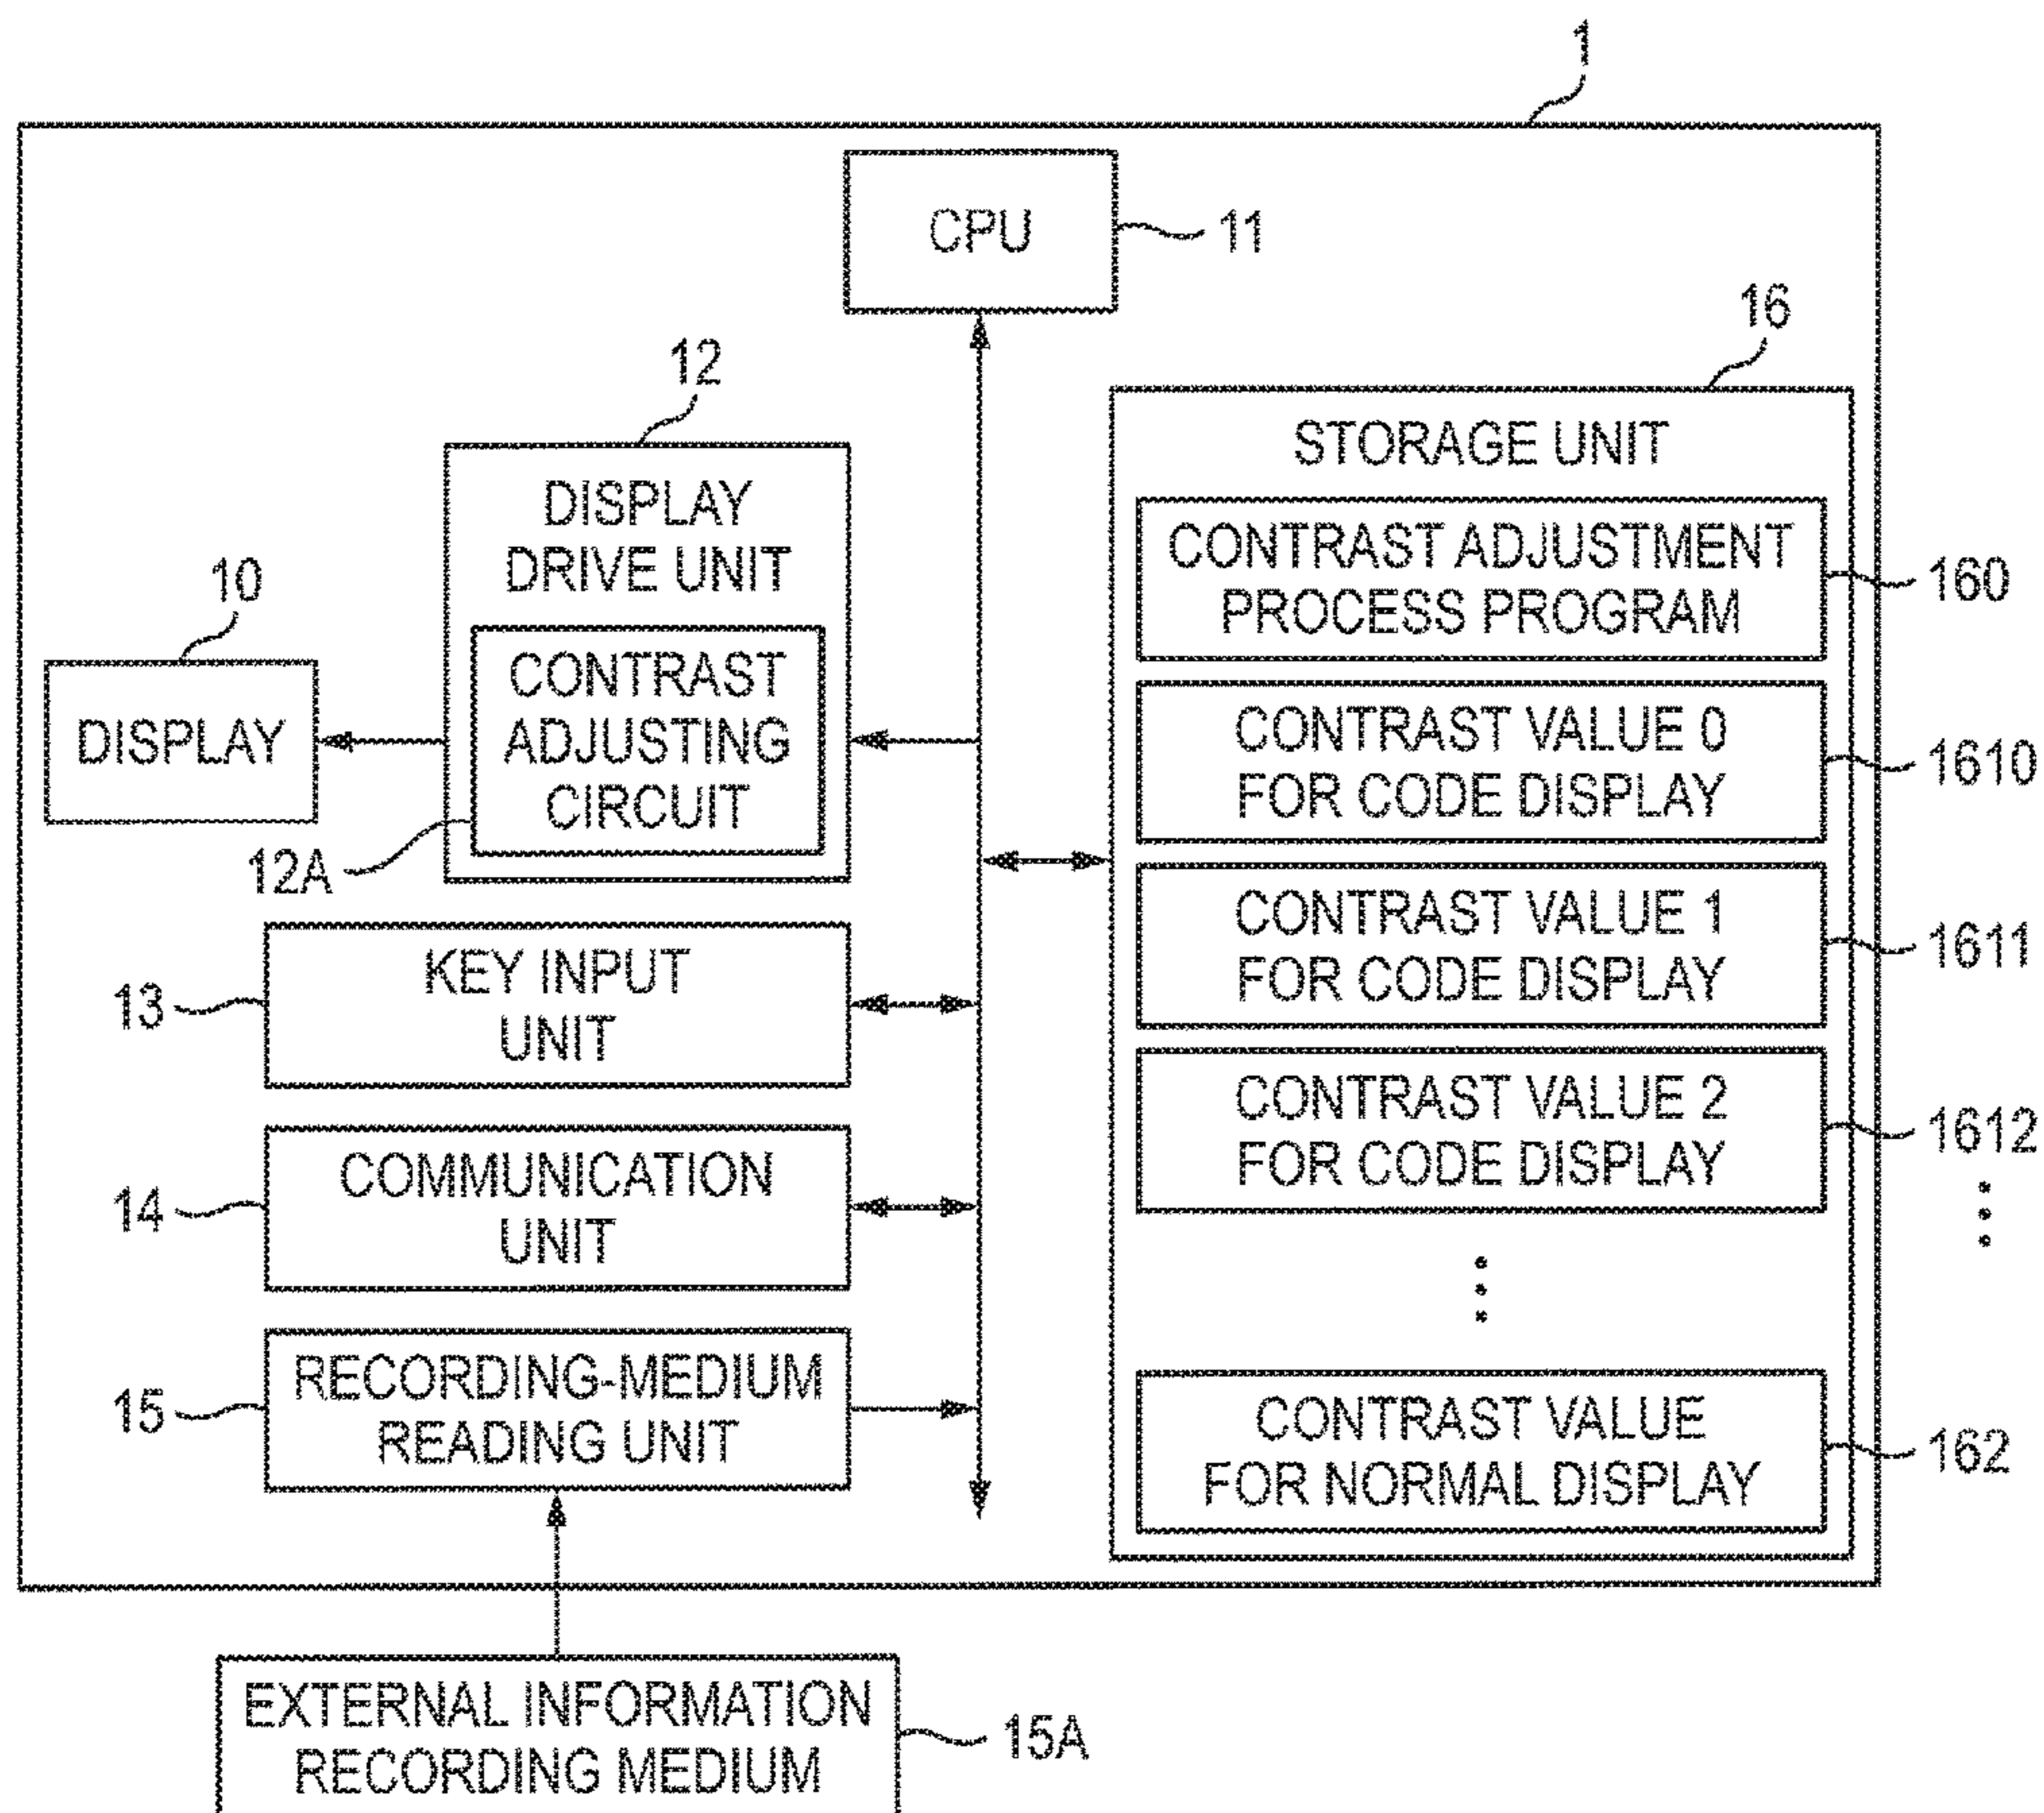 1
CPU
11
16
12
STORAGE UNIT
DISPLAY
DRIVE UNIT
CONTRAST ADJUSTMENT
PROCESS PROGRAM
160
10
DISPLAY
CONTRAST
ADJUSTING
CIRCUIT
12A
CONTRAST VALUE 0
FOR CODE DISPLAY
1610
CONTRAST VALUE 1
FOR CODE DISPLAY
1611
KEY INPUT
UNIT
13
CONTRAST VALUE 2
FOR CODE DISPLAY
1612
COMMUNICATION
UNIT
14
RECORDING-MEDIUM
READING UNIT
15
CONTRAST VALUE
FOR NORMAL DISPLAY
162
EXTERNAL INFORMATION
RECORDING MEDIUM
15A